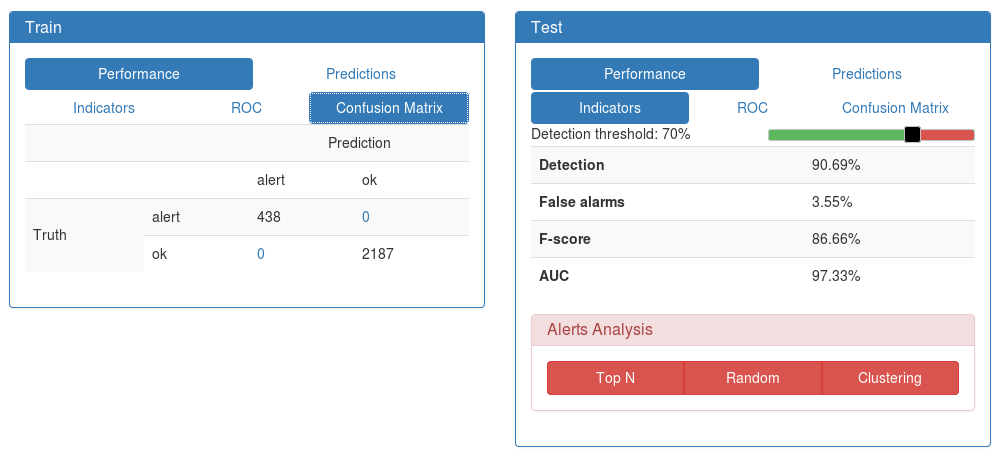 Train
Performance Predictions
Indicators ROC Confusion Matrix
Prediction
alert ok
Truth alert 438 0
ok 0 2187
Test
Performance Predictions
Indicators ROC Confusion Matrix
Detection threshold: 70%
Detection 90.69%
False alarms 3.55%
F-score 86.66%
AUC 97.33%
Alerts Analysis
Top N Random Clustering